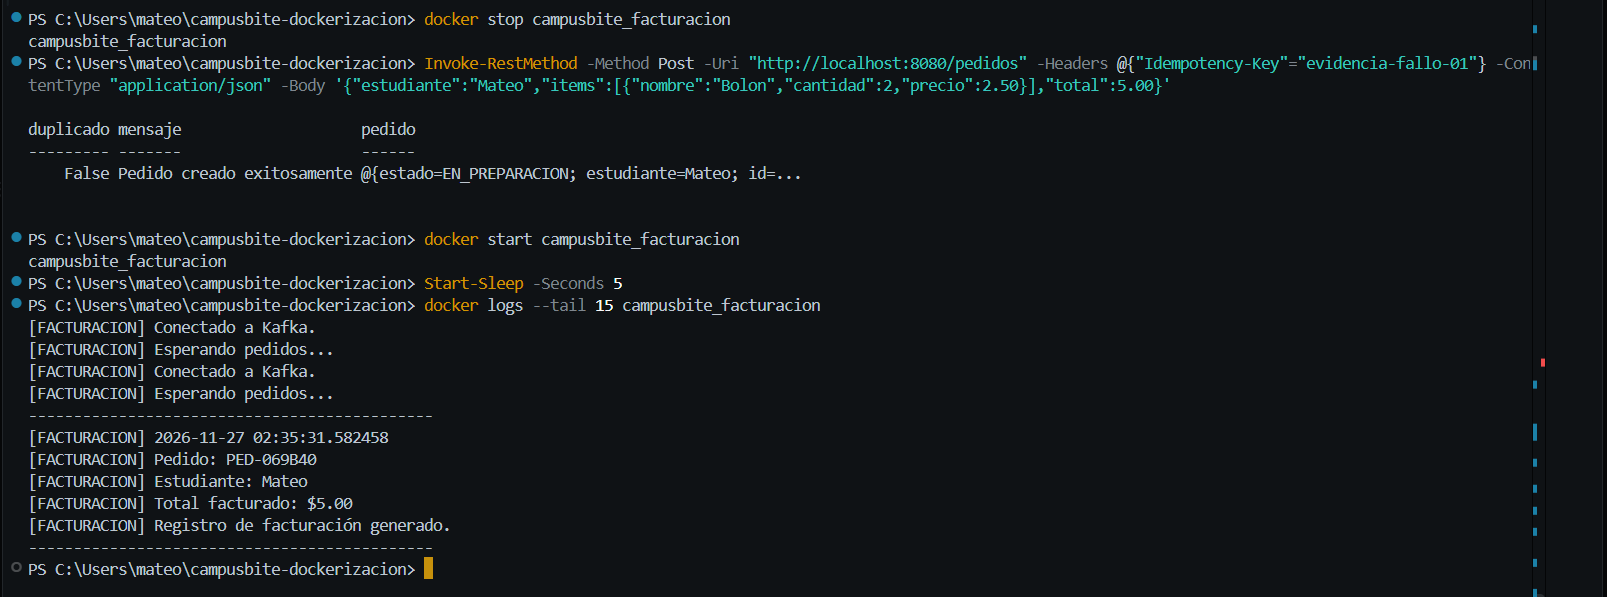 PS C:\Users\mateo\campusbite-dockerizacion> docker stop campusbite_facturacion
campusbite_facturacion
PS C:\Users\mateo\campusbite-dockerizacion> Invoke-RestMethod -Method Post -Uri "http://localhost:8080/pedidos" -Headers @{"Idempotency-Key"="evidencia-fallo-01"} -Con
tentType "application/json" -Body '{"estudiante":"Mateo","items":[{"nombre":"Bolon","cantidad":2,"precio":2.50}],"total":5.00}'
duplicado mensaje                    pedido
--------- -------                    ------
    False Pedido creado exitosamente @{estado=EN_PREPARACION; estudiante=Mateo; id=...
PS C:\Users\mateo\campusbite-dockerizacion> docker start campusbite_facturacion
campusbite_facturacion
PS C:\Users\mateo\campusbite-dockerizacion> Start-Sleep -Seconds 5
PS C:\Users\mateo\campusbite-dockerizacion> docker logs --tail 15 campusbite_facturacion
[FACTURACION] Conectado a Kafka.
[FACTURACION] Esperando pedidos...
[FACTURACION] Conectado a Kafka.
[FACTURACION] Esperando pedidos...
---------------------------------------------
[FACTURACION] 2026-11-27 02:35:31.582458
[FACTURACION] Pedido: PED-069B40
[FACTURACION] Estudiante: Mateo
[FACTURACION] Total facturado: $5.00
[FACTURACION] Registro de facturación generado.
---------------------------------------------
PS C:\Users\mateo\campusbite-dockerizacion>